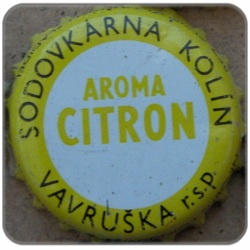 SODOVKÁRNA KOLÍN
AROMA
CITRON
VAVRUŠKA r.s.p.